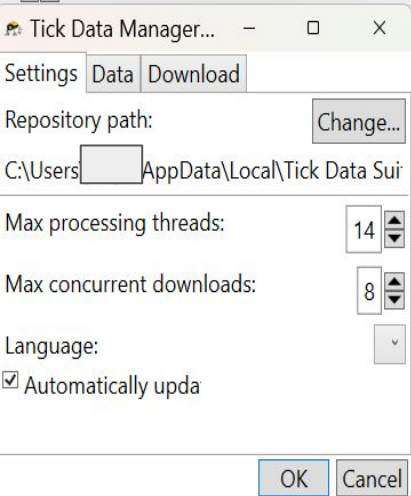 Tick Data Manager...
Settings Data Download
Repository path: Change...
C:\Users\ AppData\Local\Tick Data Sui
Max processing threads: 14
Max concurrent downloads: 8
Language:
Automatically upda
OK Cancel